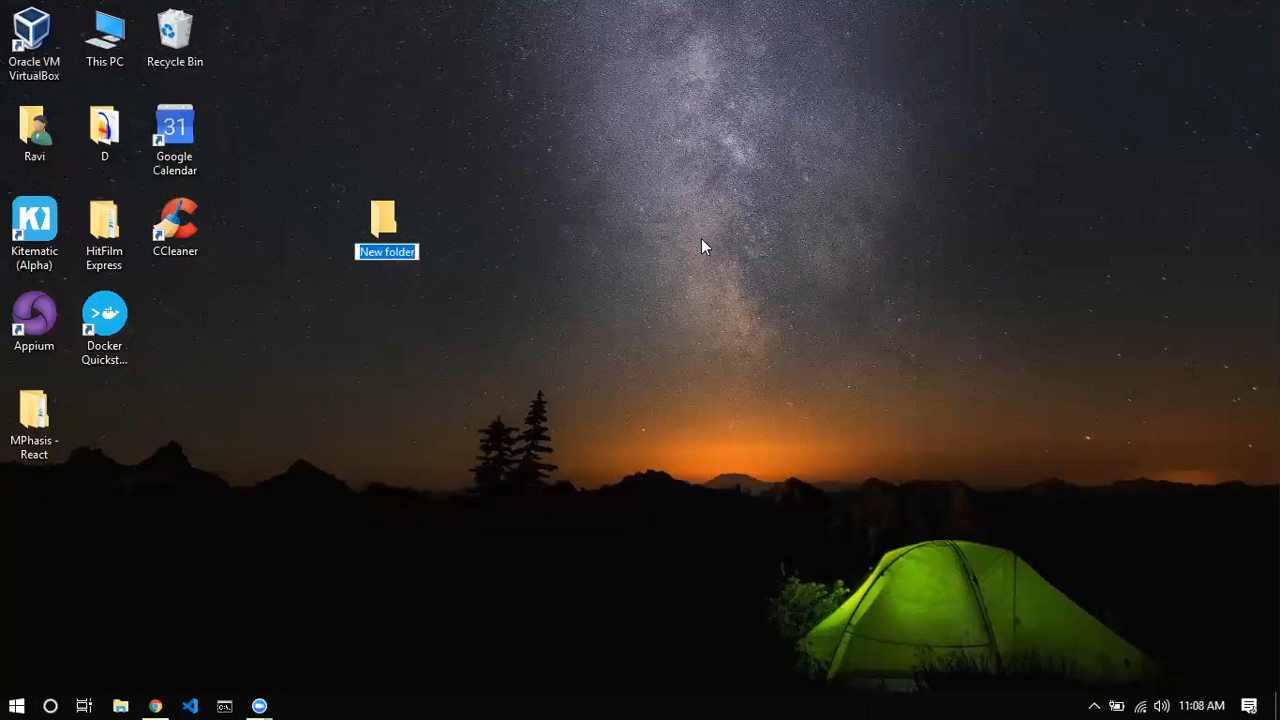 Oracle VM
VirtualBox
This PC
Recycle Bin
Ravi
D
31
Google
Calendar
Kitematic
(Alpha)
HitFilm
Express
CCleaner
New folder
Appium
Docker
Quickst...
MPhasis -
React
11:08 AM